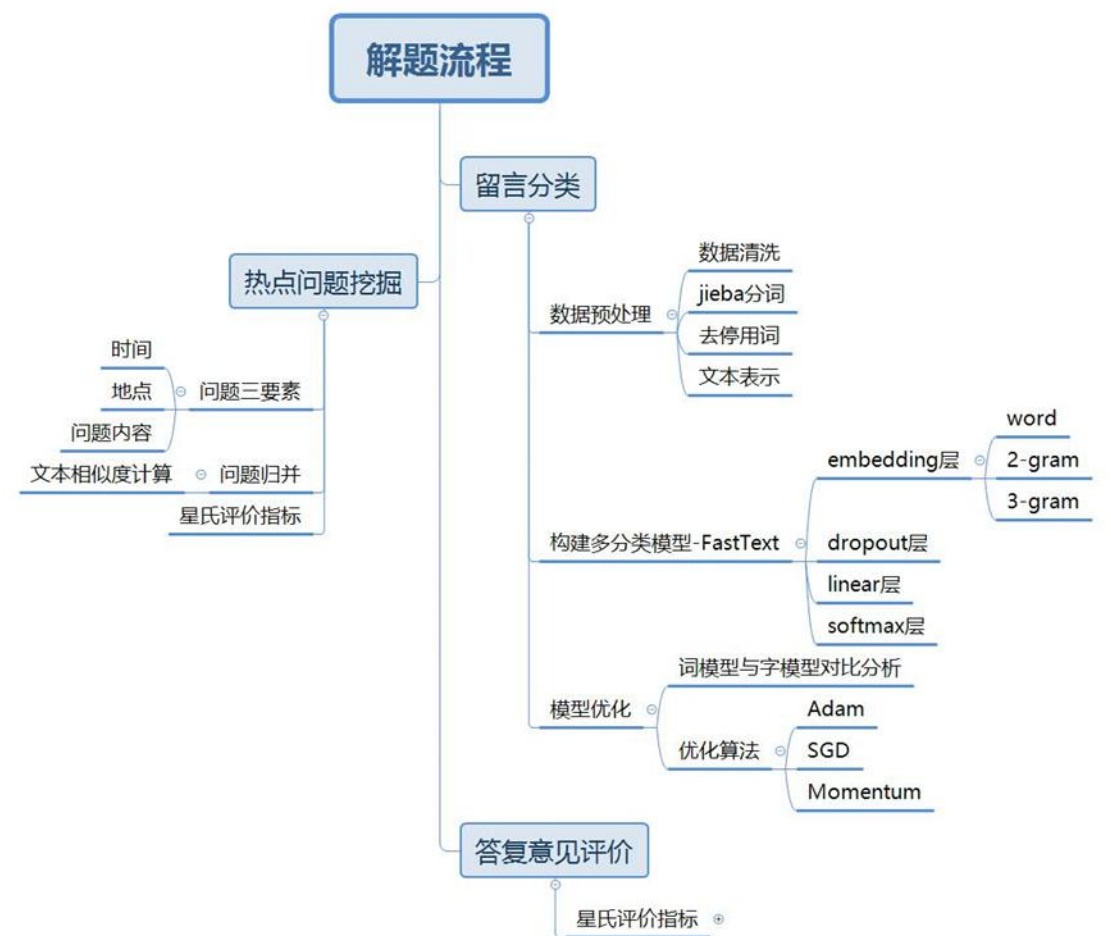 解题流程
留言分类
数据预处理
数据清洗
jieba分词
去停用词
文本表示
构建多分类模型-FastText
embedding层
word
2-gram
3-gram
dropout层
linear层
softmax层
模型优化
词模型与字模型对比分析
优化算法
Adam
SGD
Momentum
热点问题挖掘
问题三要素
时间
地点
问题内容
问题归并
文本相似度计算
星氏评价指标
答复意见评价
星氏评价指标